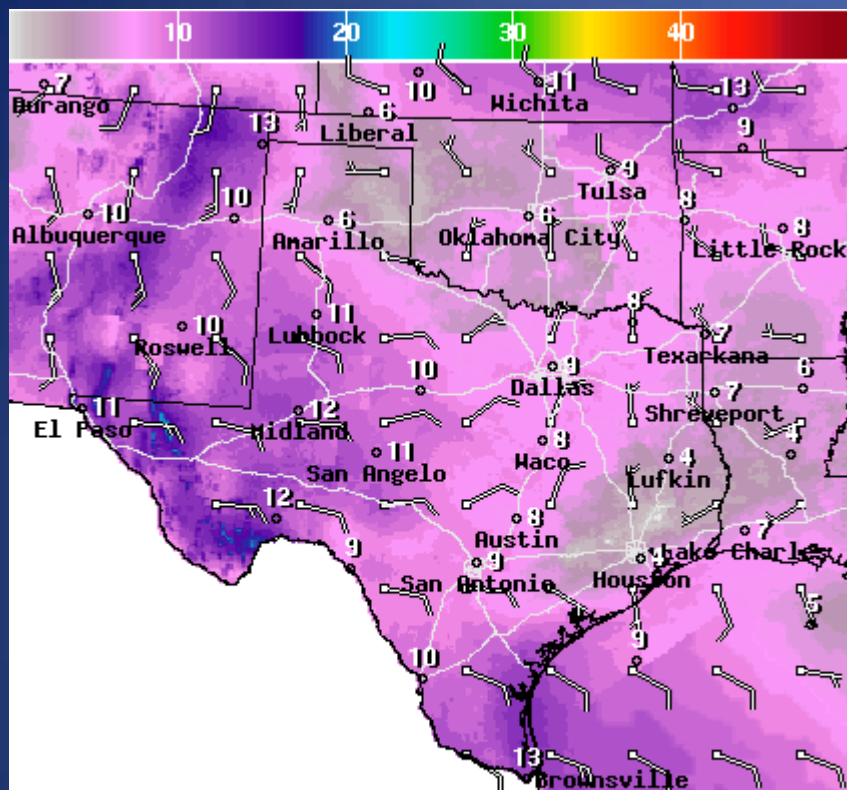 10 20 30 40
7 10 11 13
Durango Wichita
6
Liberal
13 9
9
Tulsa
10 10 6 6 8 8
Albuquerque Amarillo Oklahoma City Little Rock
10 11 8 7
Roswell Lubbock Texarkana
9
Dallas
10 7 6
11 12 Shreveport
El Paso Midland
11 8 4 4
San Angelo Waco Lufkin
12 8 7
Austin
9 9 Lake Charles
San Antonio Houston
5
9
10
13
Brownsville